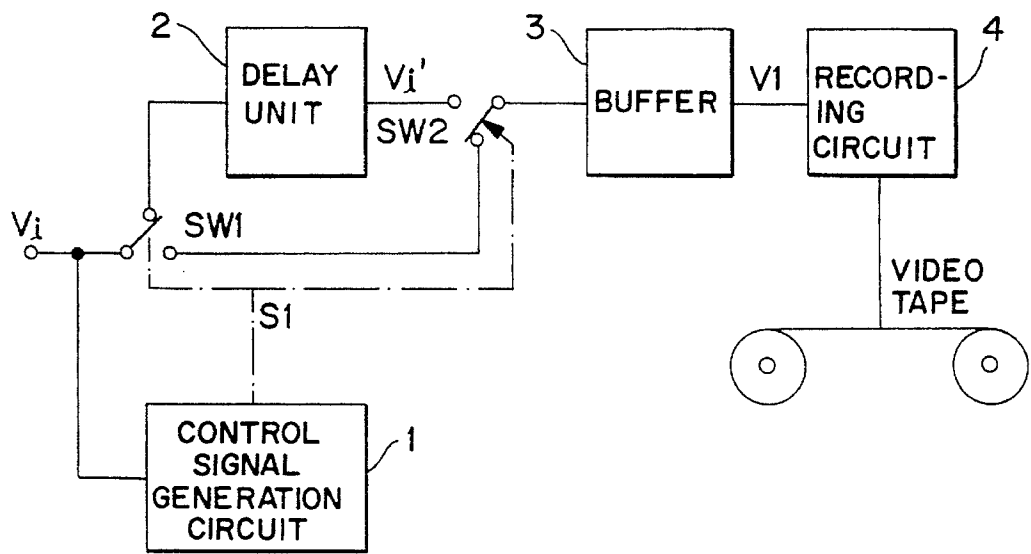 2
DELAY
UNIT
Vi'
SW2
3
BUFFER
V1
4
RECORD-
ING
CIRCUIT
Vi
SW1
S1
VIDEO
TAPE
1
CONTROL
SIGNAL
GENERATION
CIRCUIT